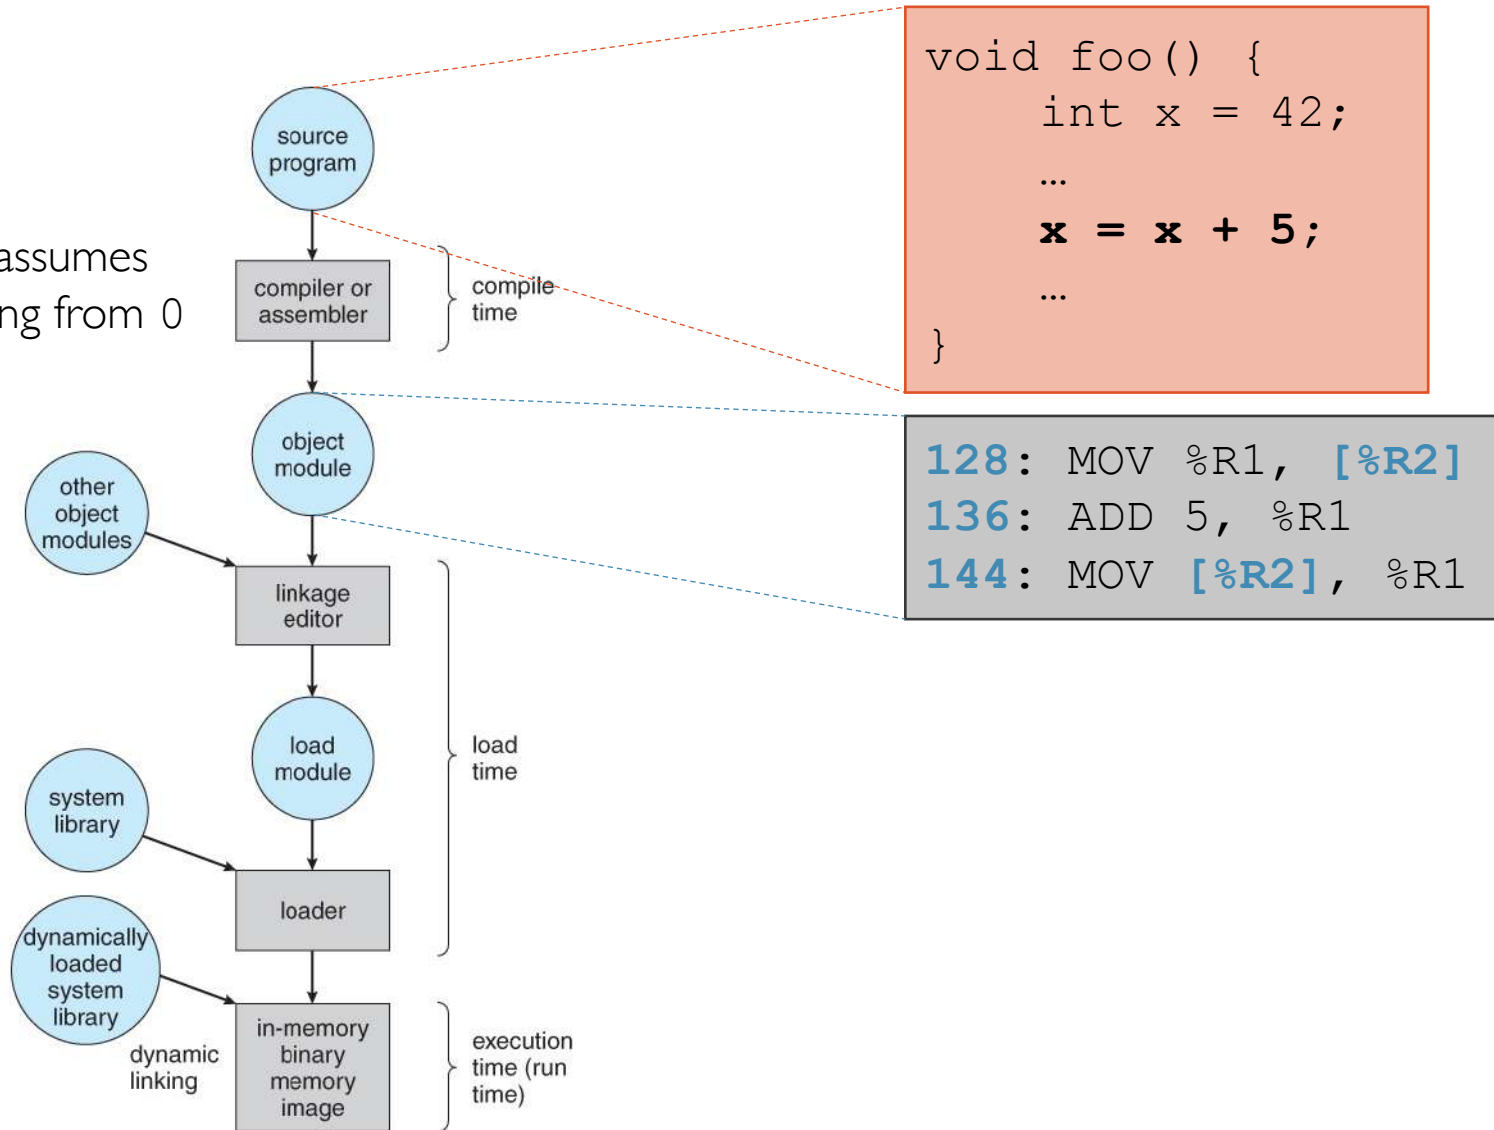 void foo() {
int x = 42;
…
x = x + 5;
…
}
source
program
assumes
ng from 0
compiler or
assembler
compile
time
object
module
128: MOV %R1, [%R2]
136: ADD 5, %R1
144: MOV [%R2], %R1
other
object
modules
linkage
editor
load
module
load
time
system
library
loader
dynamically
loaded
system
library
dynamic
linking
in-memory
binary
memory
image
execution
time (run
time)